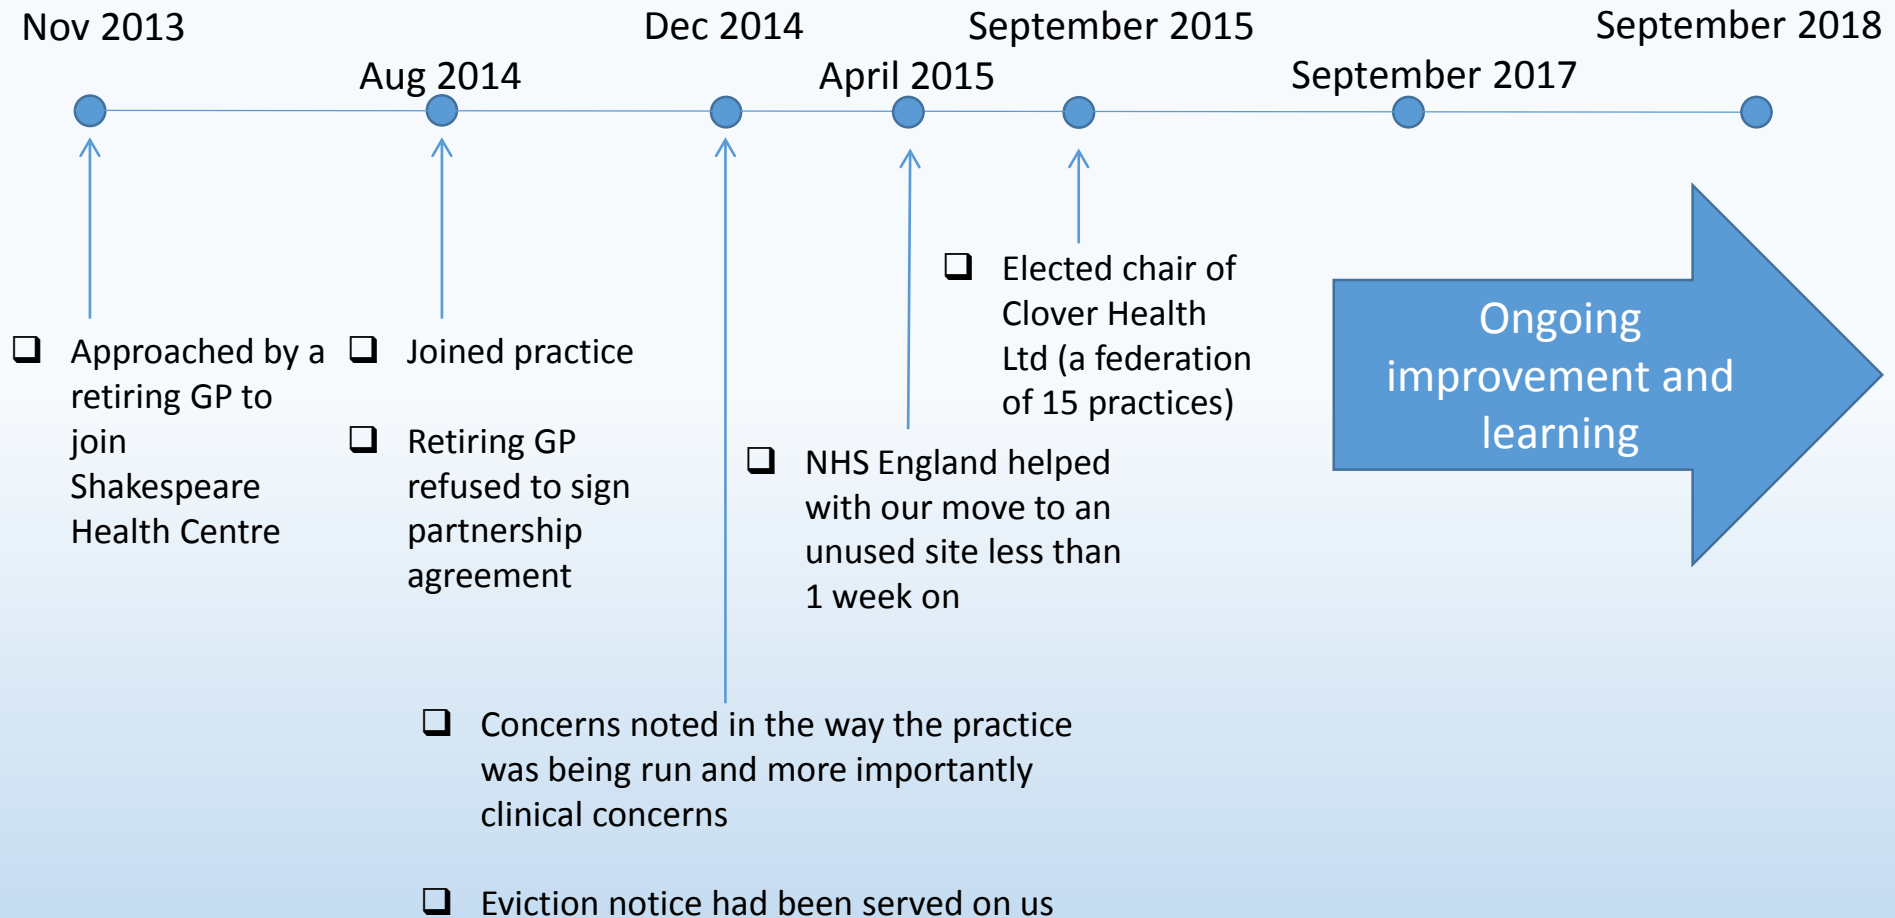 Nov 2013
Dec 2014
September 2015
September 2018
Aug 2014
April 2015
September 2017
❑ Approached by a
retiring GP to
join
Shakespeare
Health Centre
❑ Joined practice
❑ Retiring GP
refused to sign
partnership
agreement
❑ Concerns noted in the way the practice
was being run and more importantly
clinical concerns
❑ Eviction notice had been served on us
❑ NHS England helped
with our move to an
unused site less than
1 week on
❑ Elected chair of
Clover Health
Ltd (a federation
of 15 practices)
Ongoing
improvement and
learning